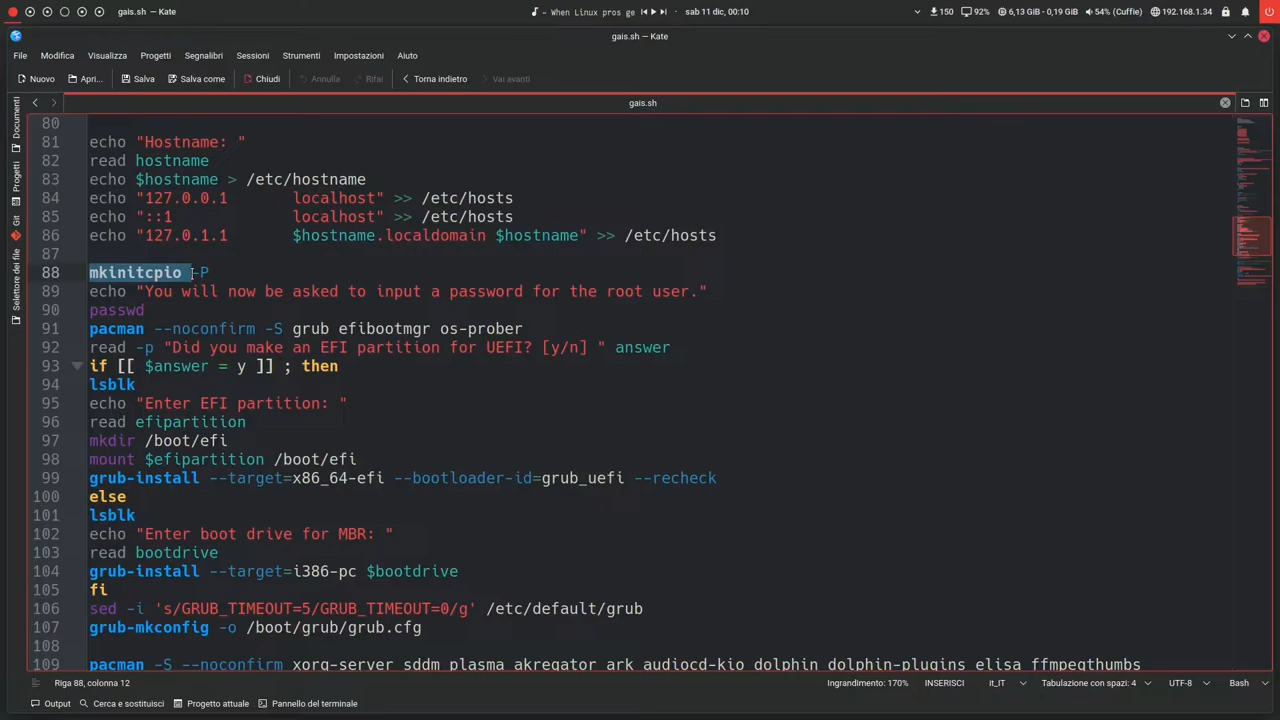 gais.sh — Kate
- When Linux pros ge
sab 11 dic, 00:10
150
92%
6,13 GiB - 0,19 GiB
54% (Cuffie)
192.168.1.34
gais.sh — Kate
File Modifica Visualizza Progetti Segnalibri Sessioni Strumenti Impostazioni Aiuto
Nuovo Apri... Salva Salva come Chiudi Annulla Rifai Torna indietro Vai avanti
gais.sh
Documenti
Progetti
Git
Selettore dei file
80
81 echo "Hostname: "
82 read hostname
83 echo $hostname > /etc/hostname
84 echo "127.0.0.1       localhost" >> /etc/hosts
85 echo "::1             localhost" >> /etc/hosts
86 echo "127.0.1.1       $hostname.localdomain $hostname" >> /etc/hosts
87
88 mkinitcpio -P
89 echo "You will now be asked to input a password for the root user."
90 passwd
91 pacman --noconfirm -S grub efibootmgr os-prober
92 read -p "Did you make an EFI partition for UEFI? [y/n] " answer
93 if [[ $answer = y ]] ; then
94 lsblk
95 echo "Enter EFI partition: "
96 read efipartition
97 mkdir /boot/efi
98 mount $efipartition /boot/efi
99 grub-install --target=x86_64-efi --bootloader-id=grub_uefi --recheck
100 else
101 lsblk
102 echo "Enter boot drive for MBR: "
103 read bootdrive
104 grub-install --target=i386-pc $bootdrive
105 fi
106 sed -i 's/GRUB_TIMEOUT=5/GRUB_TIMEOUT=0/g' /etc/default/grub
107 grub-mkconfig -o /boot/grub/grub.cfg
108
109 pacman -S --noconfirm xorg-server sddm plasma akregator ark audiocd-kio dolphin dolphin-plugins elisa ffmpegthumbs
Riga 88, colonna 12
Ingrandimento: 170%
INSERISCI
it_IT
Tabulazione con spazi: 4
UTF-8
Bash
Output
Cerca e sostituisci
Progetto attuale
Pannello del terminale